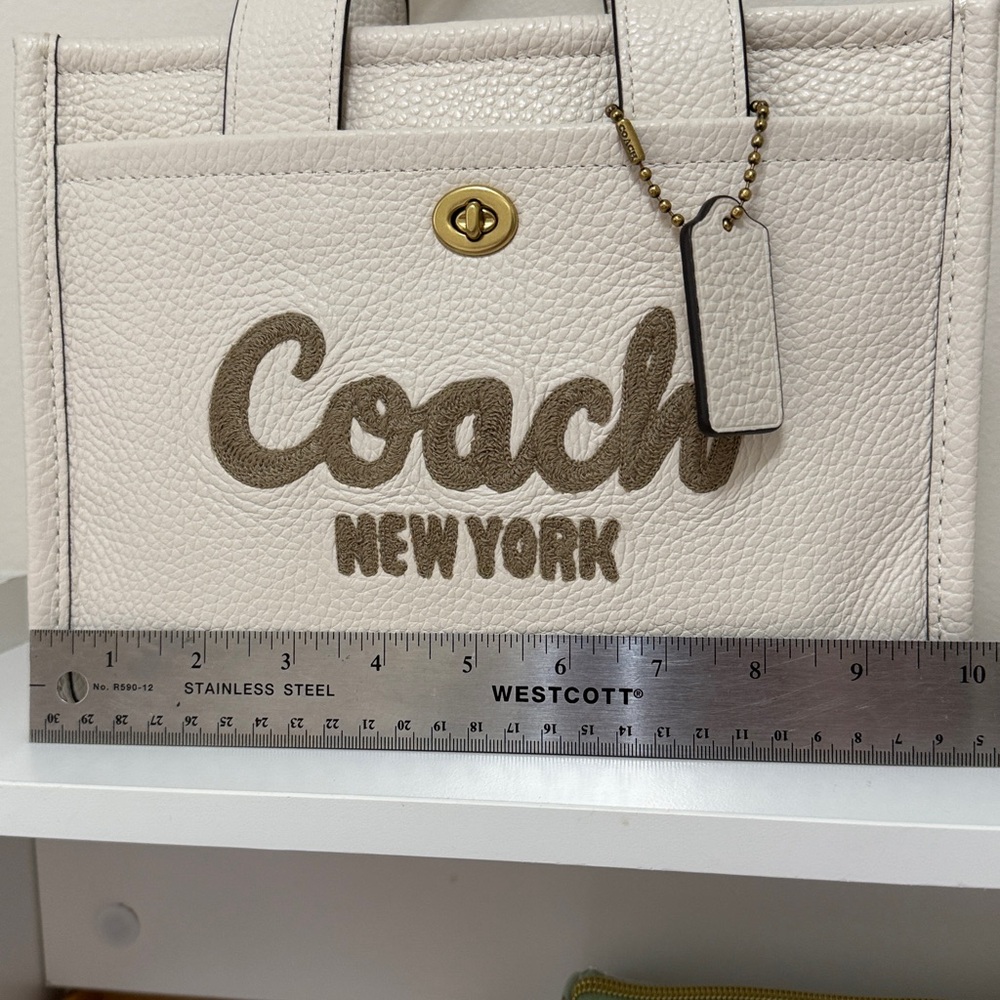 COACH
Coach
NEW YORK
1 2 3 4 5 6 7 8 9 10
No. R590-12 STAINLESS STEEL WESTCOTT®
30 29 28 27 26 25 24 23 22 21 20 19 18 17 16 15 14 13 12 11 10 9 8 7 6 5